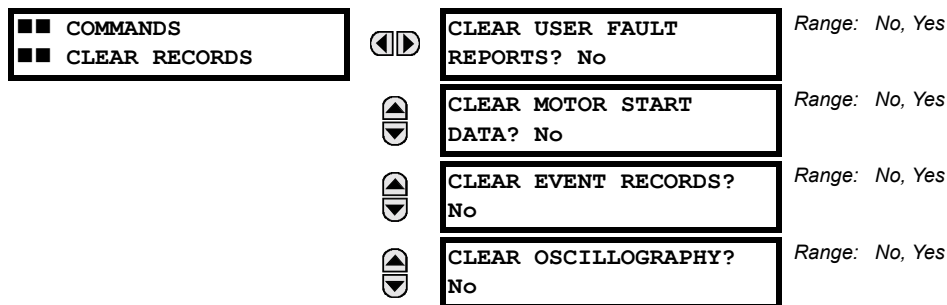 COMMANDS
CLEAR RECORDS
CLEAR USER FAULT
REPORTS? No
Range: No, Yes
CLEAR MOTOR START
DATA? No
Range: No, Yes
CLEAR EVENT RECORDS?
No
Range: No, Yes
CLEAR OSCILLOGRAPHY?
No
Range: No, Yes